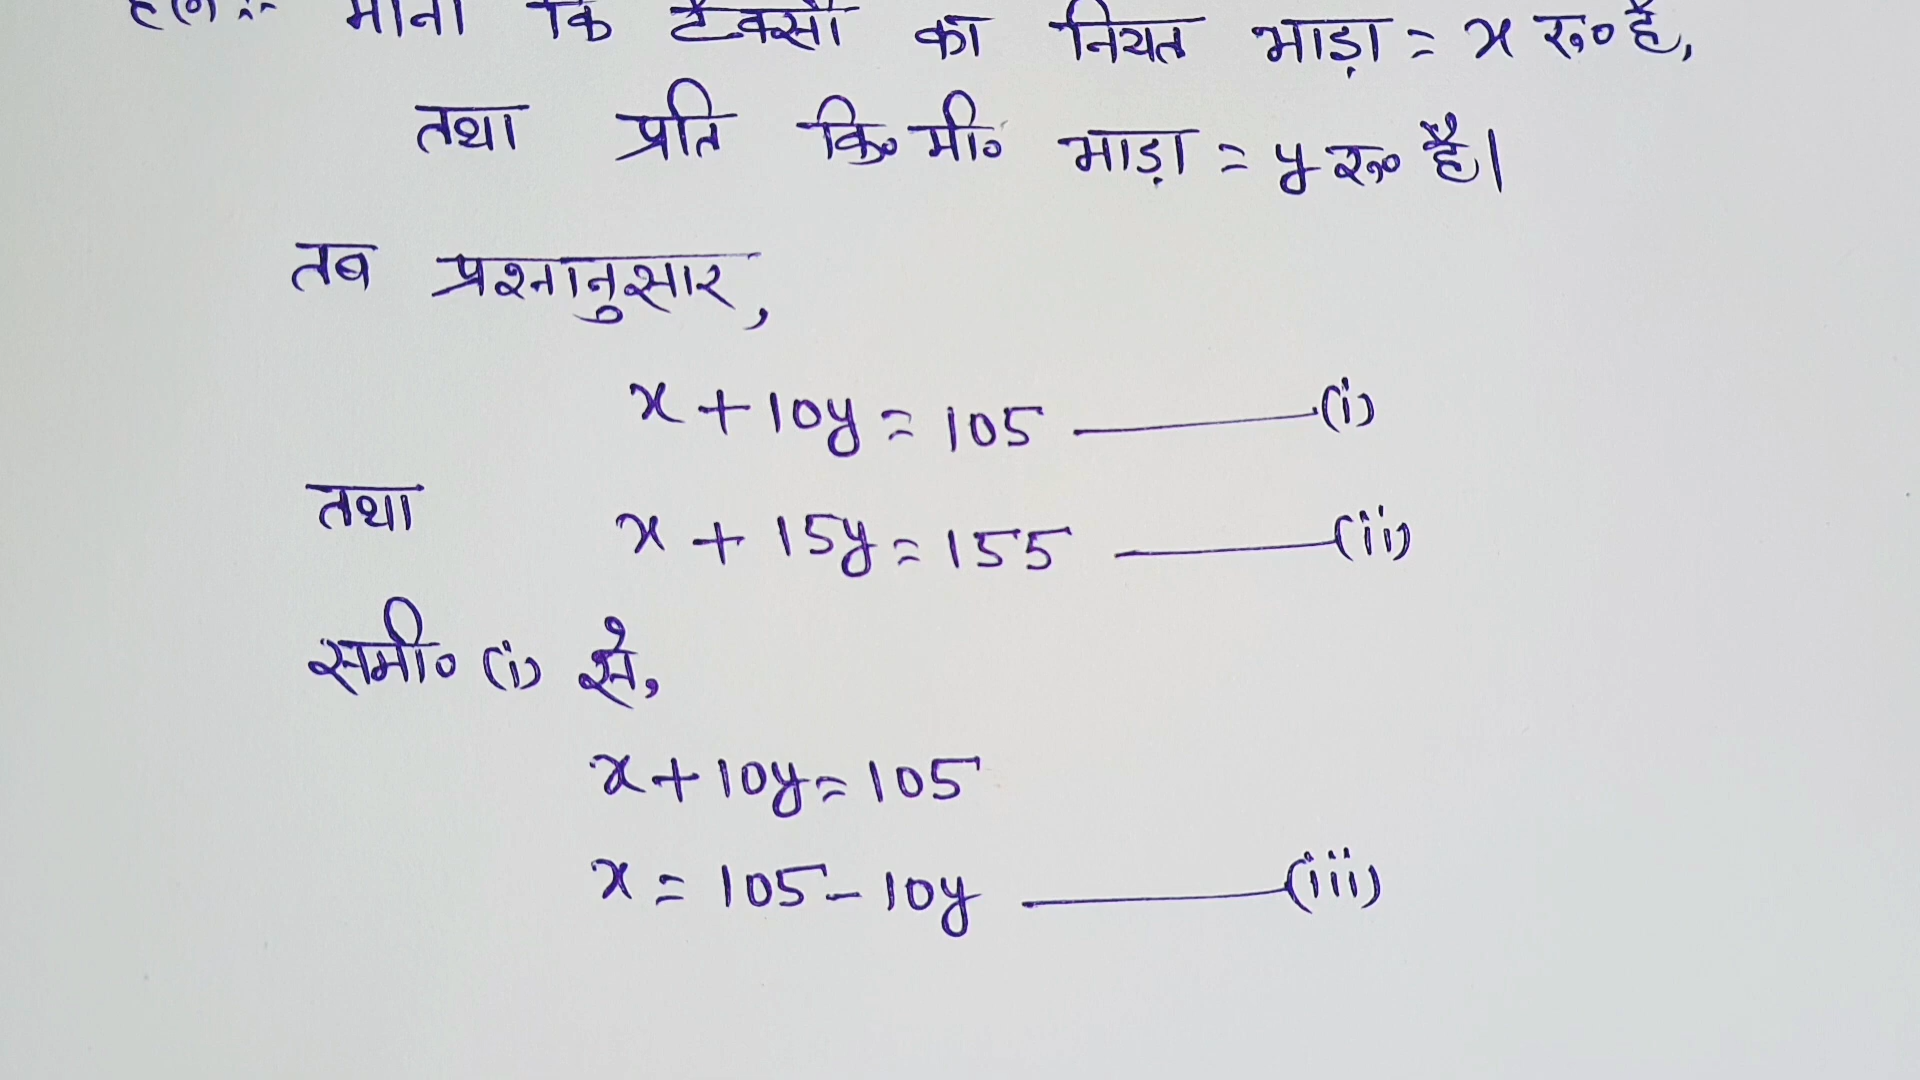 हल:- माना कि टैक्सी का नियत भाड़ा = x रु० है,
तथा प्रति कि० मी० भाड़ा = y रु० है।
तब प्रश्नानुसार,
x + 10y = 105 ——— (i)
तथा x + 15y = 155 ——— (ii)
समी० (i) से,
x + 10y = 105
x = 105 - 10y ——— (iii)